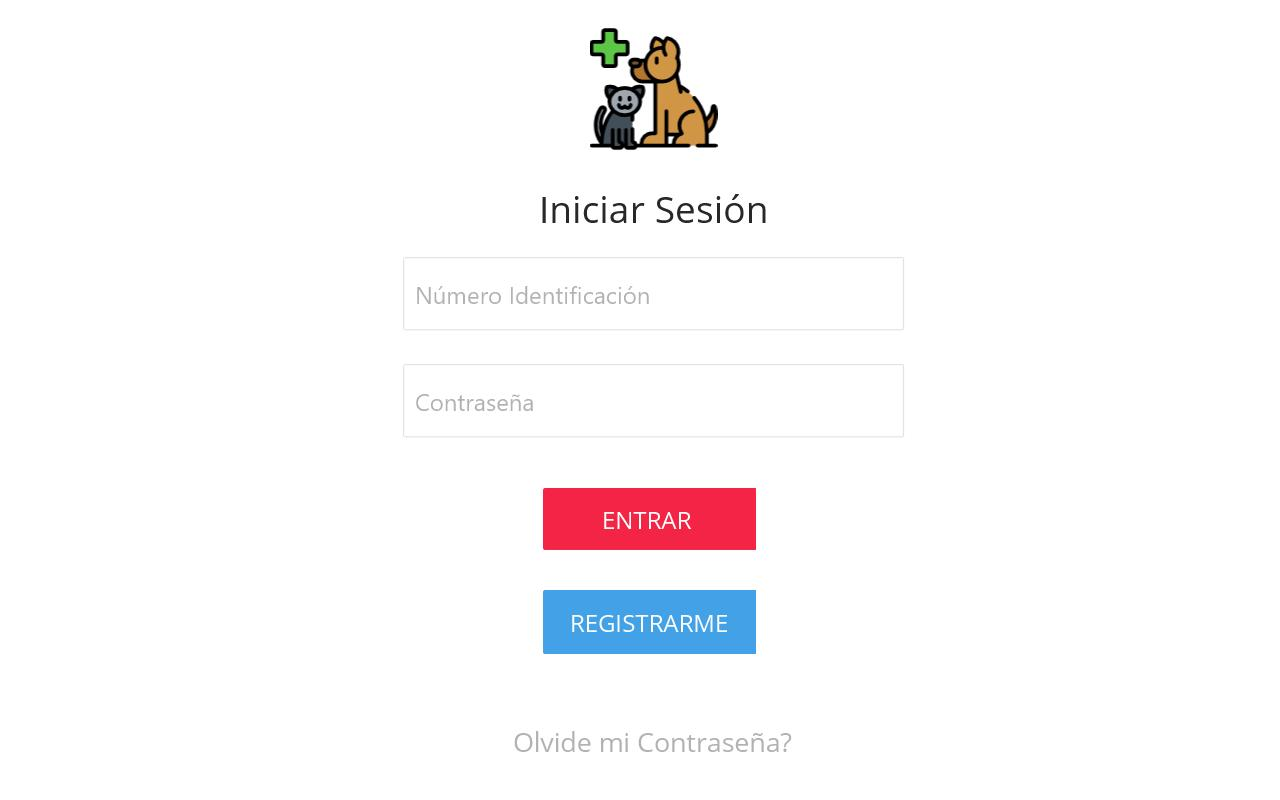 Iniciar Sesión
Número Identificación
Contraseña
ENTRAR
REGISTRARME
Olvide mi Contraseña?